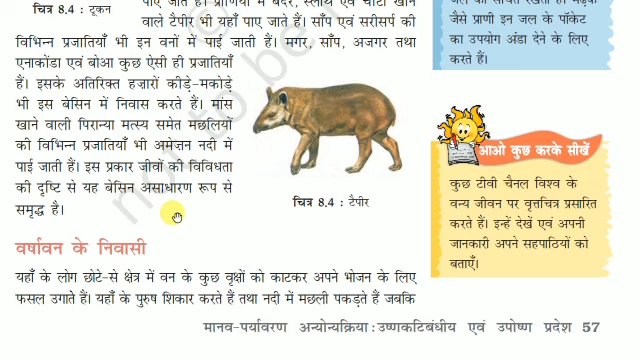 चित्र 8.4 : टूकन
वाले टैपीर भी यहाँ पाए जाते हैं। साँप एवं सरीसर्प की
विभिन्न प्रजातियाँ भी इन वनों में पाई जाती हैं। मगर, साँप, अजगर तथा
एनाकोंडा एवं बोआ कुछ ऐसी ही प्रजातियाँ
हैं। इसके अतिरिक्त हज़ारों कीड़े-मकोड़े
भी इस बेसिन में निवास करते हैं। मांस
खाने वाली पिरान्या मत्स्य समेत मछलियों
की विभिन्न प्रजातियाँ भी अमेज़न नदी में
पाई जाती हैं। इस प्रकार जीवों की विविधता
की दृष्टि से यह बेसिन असाधारण रूप से
समृद्ध है।
चित्र 8.4 : टैपीर
वर्षावन के निवासी
यहाँ के लोग छोटे-से क्षेत्र में वन के कुछ वृक्षों को काटकर अपने भोजन के लिए
फसल उगाते हैं। यहाँ के पुरुष शिकार करते हैं तथा नदी में मछली पकड़ते हैं जबकि
जैसे प्राणी इन जल के पॉकेट
का उपयोग अंडा देने के लिए
करते हैं।
आओ कुछ करके सीखें
कुछ टीवी चैनल विश्व के
वन्य जीवन पर वृत्तचित्र प्रसारित
करते हैं। इन्हें देखें एवं अपनी
जानकारी अपने सहपाठियों को
बताएँ।
मानव-पर्यावरण अन्योन्यक्रिया : उष्णकटिबंधीय एवं उपोष्ण प्रदेश 57